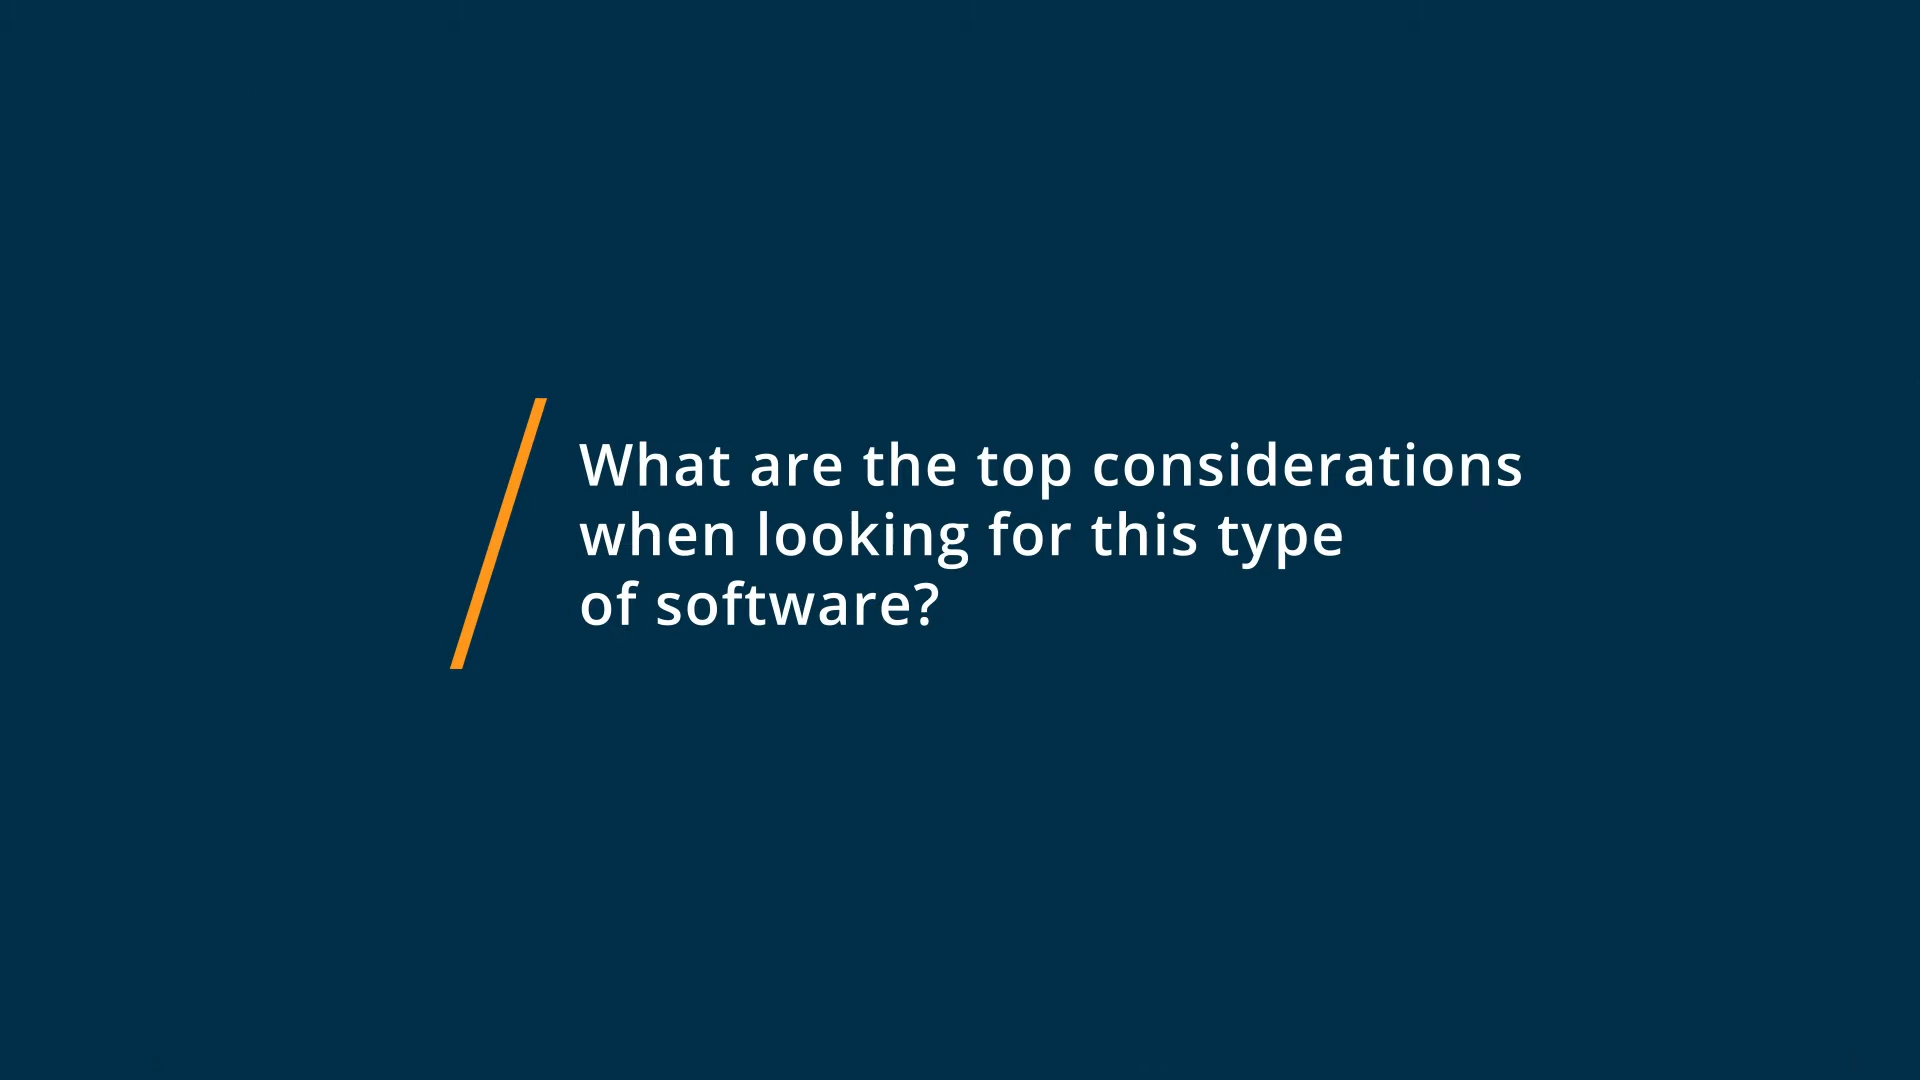 What are the top considerations
when looking for this type
of software?